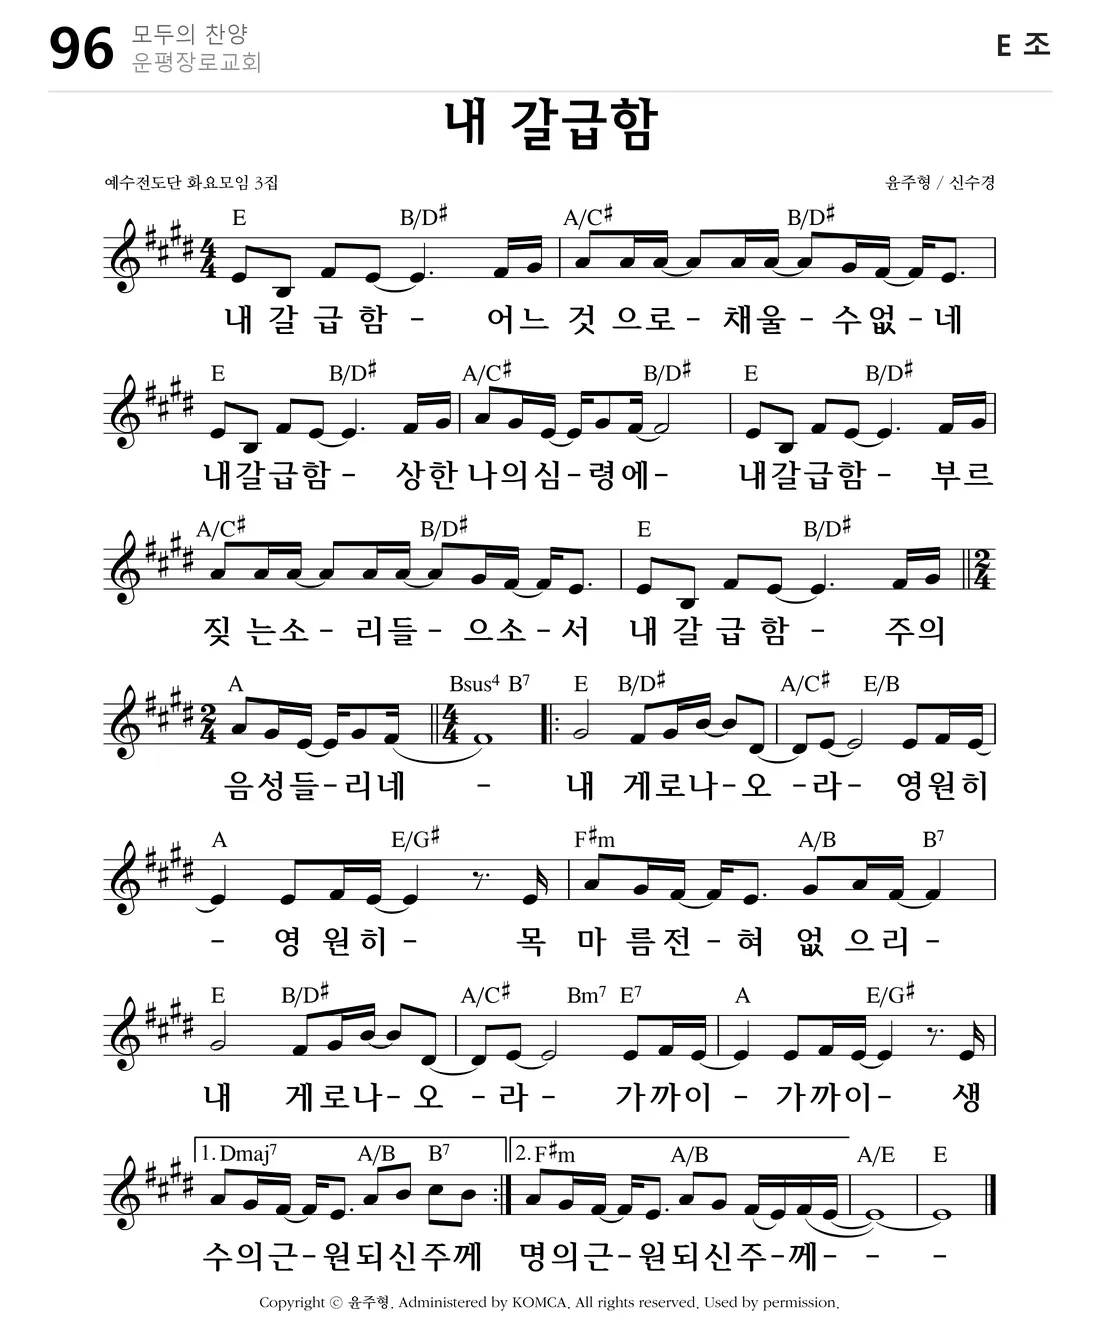 96 모두의 찬양
운평장로교회
E 조
내 갈급함
예수전도단 화요모임 3집
윤주형 / 신수경
E B/D♯ A/C♯ B/D♯
내 갈 급 함 - 어느 것 으로 - 채울 - 수없 - 네
E B/D♯ A/C♯ B/D♯ E B/D♯
내갈급함 - 상한 나의심-령에- 내갈급함 - 부르
A/C♯ B/D♯ E B/D♯
짖 는소 - 리들 - 으소 - 서 내 갈 급 함 - 주의
A Bsus4 B7 E B/D♯ A/C♯ E/B
음성들-리네 - 내 게로나-오 -라- 영원히
A E/G♯ F♯m A/B B7
- 영 원히 - 목 마 름전 - 혀 없 으리 -
E B/D♯ A/C♯ Bm7 E7 A E/G♯
내 게로나- 오 -라- 가까이 - 가까이- 생
1. Dmaj7 A/B B7 2. F♯m A/B A/E E
수의근-원되신주께 명의근-원되신주-께- - -
Copyright ⓒ 윤주형. Administered by KOMCA. All rights reserved. Used by permission.